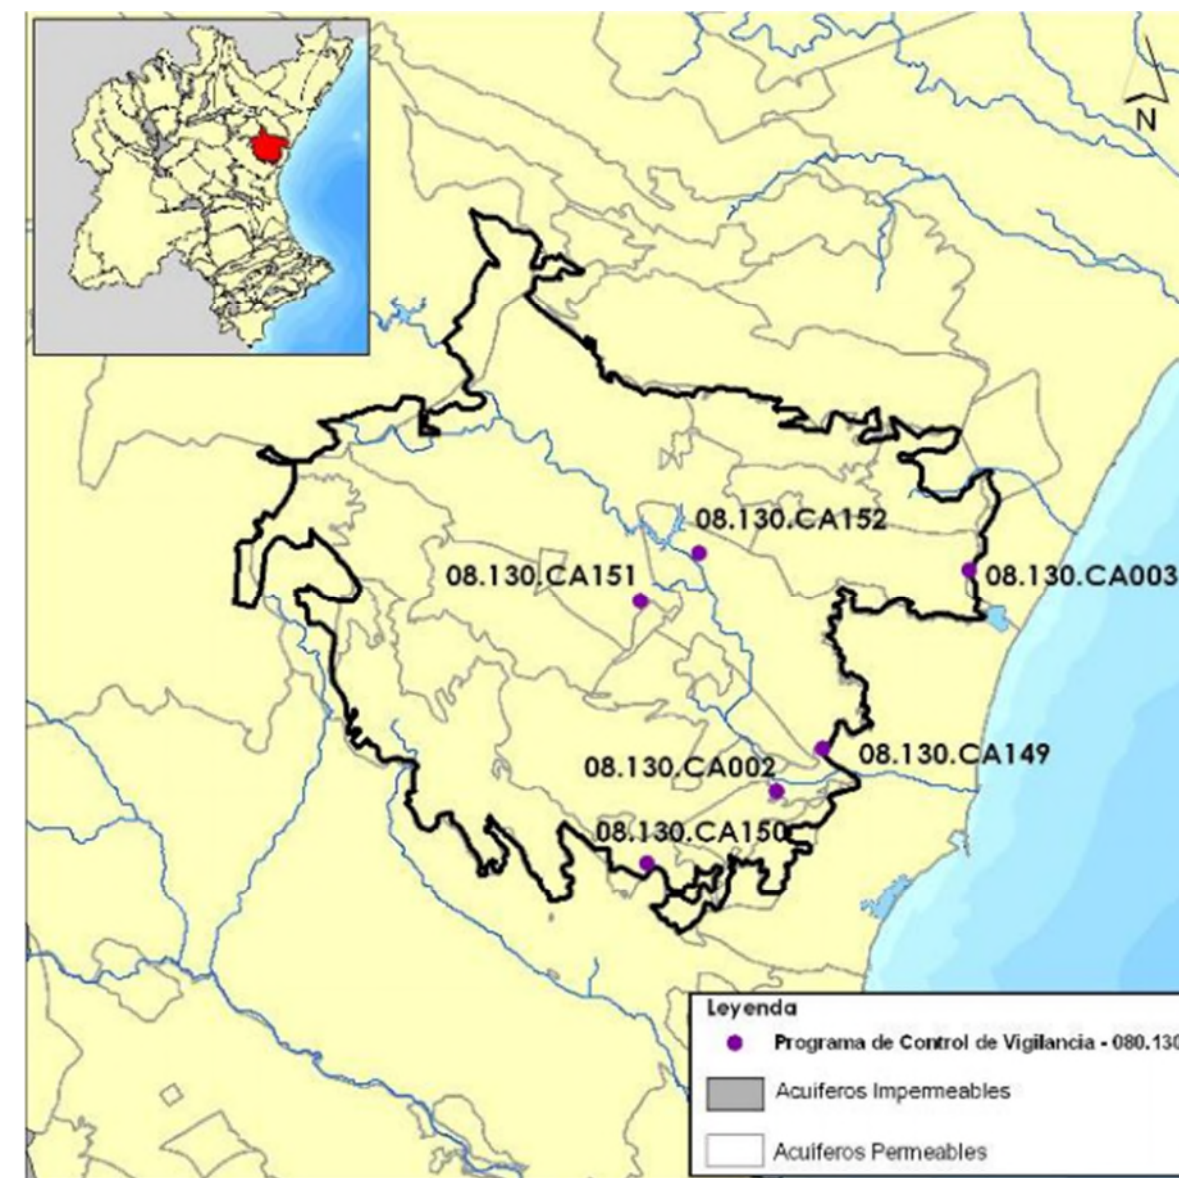 N
08.130.CA152
08.130.CA151
08.130.CA003
08.130.CA149
08.130.CA002
08.130.CA150
Leyenda
Programa de Control de Vigilancia - 080.130
Acuíferos Impermeables
Acuíferos Permeables